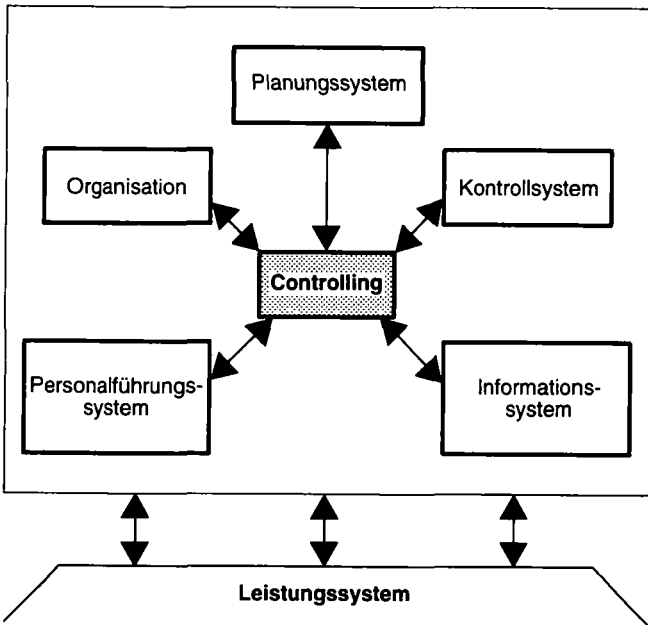 Planungssystem
Organisation
Kontrollsystem
Controlling
Personalführungs-
system
Informations-
system
Leistungssystem